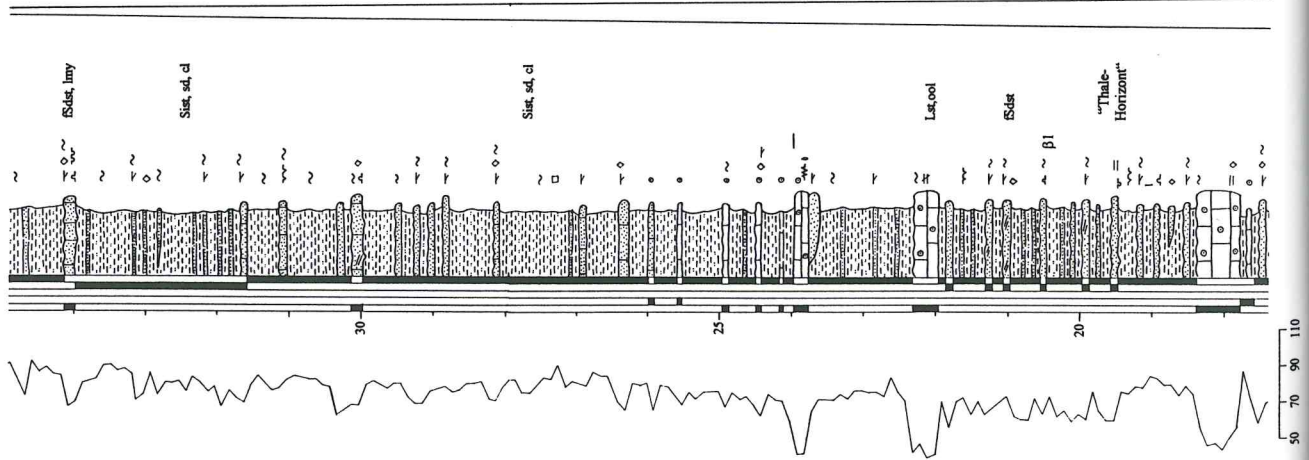 fSdst, lmy
Sist, sd, cl
Sist, sd, cl
Lst,ool
fSdst
β1
"Thale-
Horizont"
30
25
20
110
90
70
50